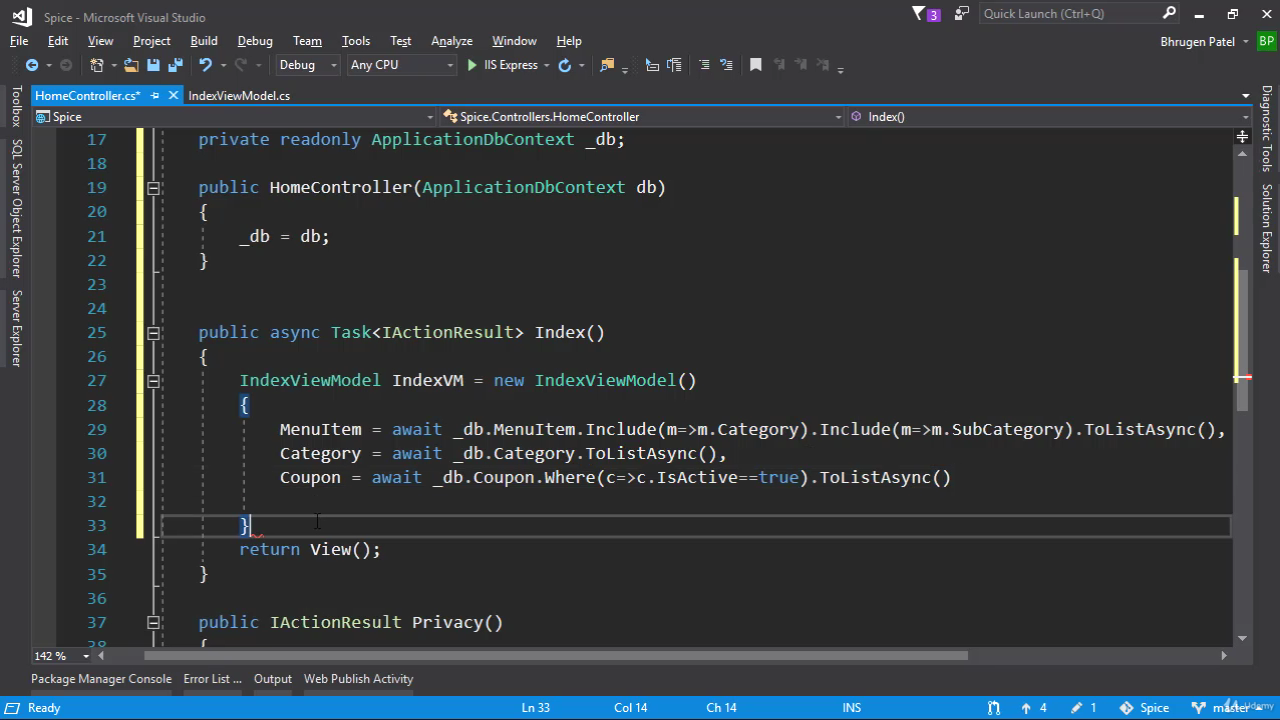 Spice - Microsoft Visual Studio
3
Quick Launch (Ctrl+Q)
File Edit View Project Build Debug Team Tools Test Analyze Window Help
Bhrugen Patel BP
Debug Any CPU IIS Express
HomeController.cs* IndexViewModel.cs
Spice Spice.Controllers.HomeController Index()
Toolbox
SQL Server Object Explorer
Server Explorer
Diagnostic Tools
Solution Explorer
17 private readonly ApplicationDbContext _db;
18
19 public HomeController(ApplicationDbContext db)
20 {
21 _db = db;
22 }
23
24
25 public async Task<IActionResult> Index()
26 {
27 IndexViewModel IndexVM = new IndexViewModel()
28 {
29 MenuItem = await _db.MenuItem.Include(m=>m.Category).Include(m=>m.SubCategory).ToListAsync(),
30 Category = await _db.Category.ToListAsync(),
31 Coupon = await _db.Coupon.Where(c=>c.IsActive==true).ToListAsync()
32
33 }
34 return View();
35 }
36
37 public IActionResult Privacy()
38 {
142 %
Package Manager Console Error List ... Output Web Publish Activity
Ready Ln 33 Col 14 Ch 14 INS 4 1 Spice master
Udemy